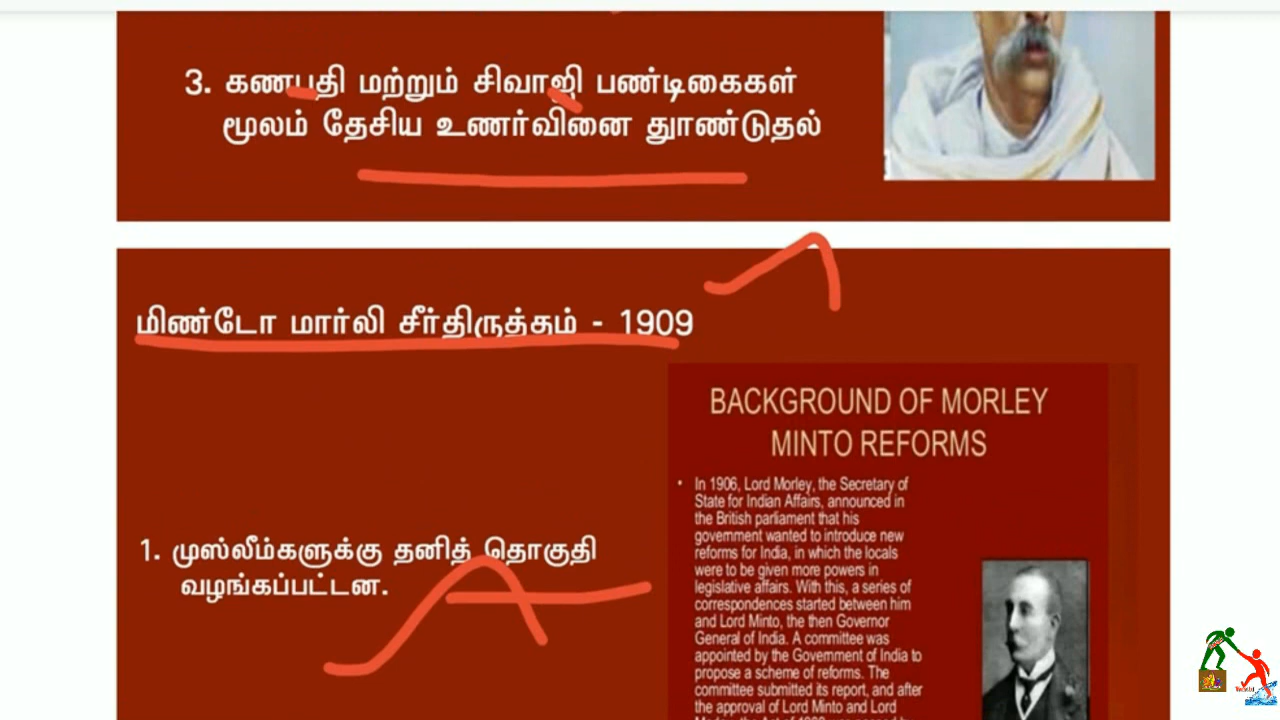 3. கணபதி மற்றும் சிவாஜி பண்டிகைகள்
மூலம் தேசிய உணர்வினை தூண்டுதல்
மிண்டோ மார்லி சீர்திருத்தம் - 1909
1. முஸ்லீம்களுக்கு தனித் தொகுதி
வழங்கப்பட்டன.
BACKGROUND OF MORLEY
MINTO REFORMS
• In 1906, Lord Morley, the Secretary of
State for Indian Affairs, announced in
the British parliament that his
government wanted to introduce new
reforms for India, in which the locals
were to be given more powers in
legislative affairs. With this, a series of
correspondences started between him
and Lord Minto, the then Governor
General of India. A committee was
appointed by the Government of India to
propose a scheme of reforms. The
committee submitted its report, and after
the approval of Lord Minto and Lord